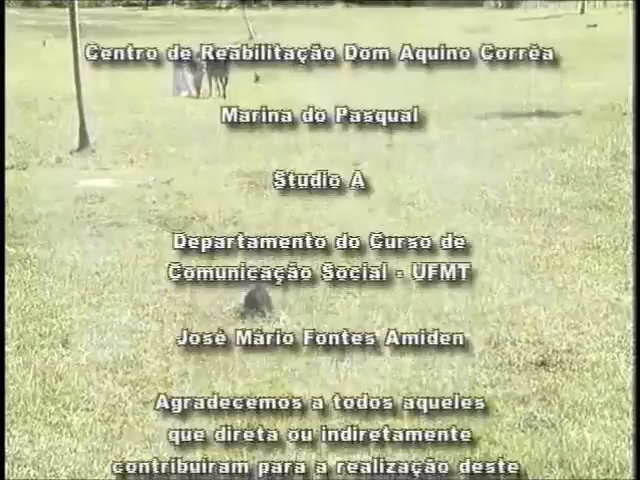 Centro de Reabilitação Dom Aquino Corrêa
Marina do Pasqual
Studio A
Departamento do Curso de
Comunicação Social - UFMT
José Mário Fontes Amiden
Agradecemos a todos aqueles
que direta ou indiretamente
contribuiram para a realização deste